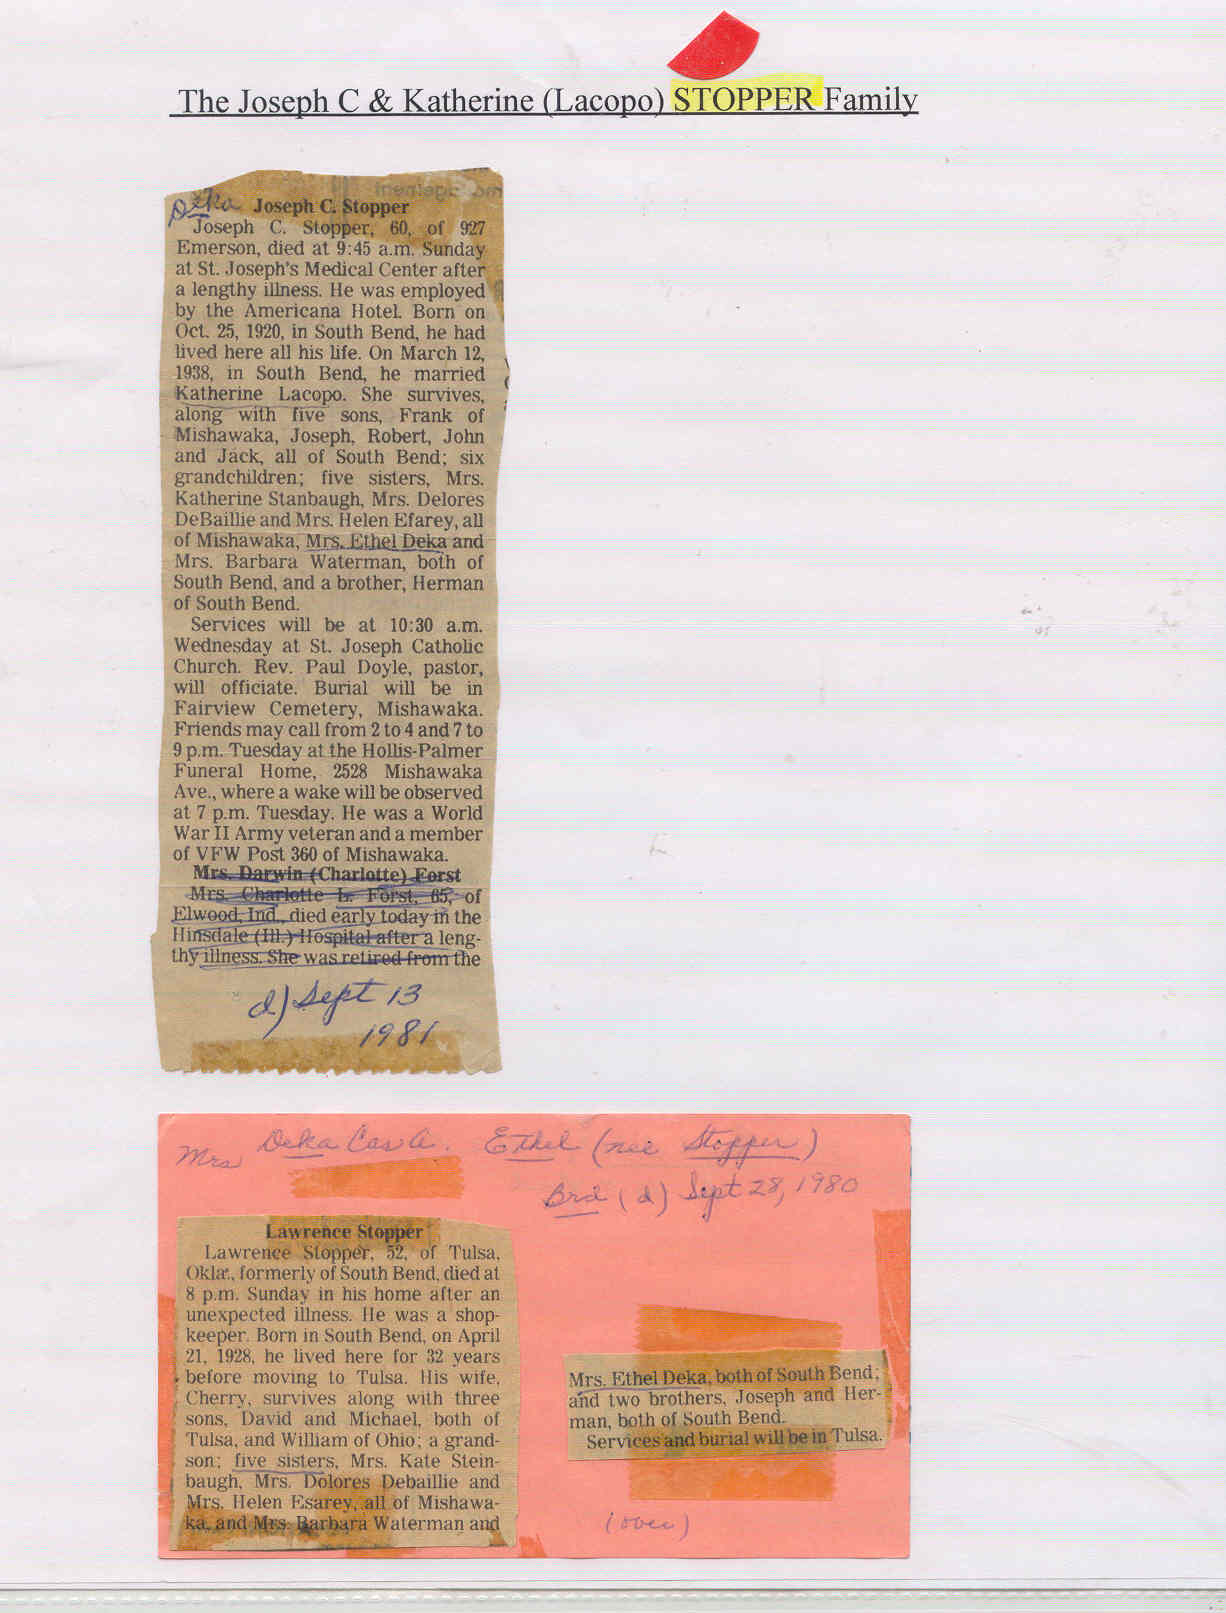 The Joseph C & Katherine (Lacopo) STOPPER Family
Deka
Joseph C. Stopper
Joseph C. Stopper, 60, of 927
Emerson, died at 9:45 a.m. Sunday
at St. Joseph's Medical Center after
a lengthy illness. He was employed
by the Americana Hotel. Born on
Oct. 25, 1920, in South Bend, he had
lived here all his life. On March 12,
1938, in South Bend, he married
Katherine Lacopo. She survives,
along with five sons, Frank of
Mishawaka, Joseph, Robert, John
and Jack, all of South Bend; six
grandchildren; five sisters, Mrs.
Katherine Stanbaugh, Mrs. Delores
DeBaillie and Mrs. Helen Efarey, all
of Mishawaka, Mrs. Ethel Deka and
Mrs. Barbara Waterman, both of
South Bend, and a brother, Herman
of South Bend.
Services will be at 10:30 a.m.
Wednesday at St. Joseph Catholic
Church. Rev. Paul Doyle, pastor,
will officiate. Burial will be in
Fairview Cemetery, Mishawaka.
Friends may call from 2 to 4 and 7 to
9 p.m. Tuesday at the Hollis-Palmer
Funeral Home, 2528 Mishawaka
Ave., where a wake will be observed
at 7 p.m. Tuesday. He was a World
War II Army veteran and a member
of VFW Post 360 of Mishawaka.
Mrs. Darwin (Charlotte) Forst
Mrs. Charlotte L. Forst, 65, of
Elwood, Ind., died early today in the
Hinsdale (Ill.) Hospital after a leng-
thy illness. She was retired from the
d) Sept 13
1981
Mrs Deka Ethel (nee Stopper)
Brd (d) Sept 28, 1980
Lawrence Stopper
Lawrence Stopper, 52, of Tulsa,
Okla., formerly of South Bend, died at
8 p.m. Sunday in his home after an
unexpected illness. He was a shop-
keeper. Born in South Bend, on April
21, 1928, he lived here for 32 years
before moving to Tulsa. His wife,
Cherry, survives along with three
sons, David and Michael, both of
Tulsa, and William of Ohio; a grand-
son; five sisters, Mrs. Kate Stein-
baugh, Mrs. Dolores Debaillie and
Mrs. Helen Esarey, all of Mishawa-
ka, and Mrs. Barbara Waterman and
Mrs. Ethel Deka, both of South Bend;
and two brothers, Joseph and Her-
man, both of South Bend.
Services and burial will be in Tulsa.
(over)